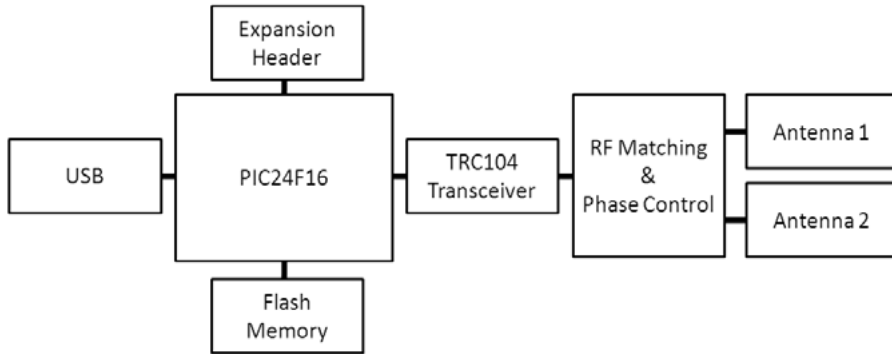 Expansion
Header
USB
PIC24F16
TRC104
Transceiver
RF Matching
&
Phase Control
Antenna 1
Antenna 2
Flash
Memory